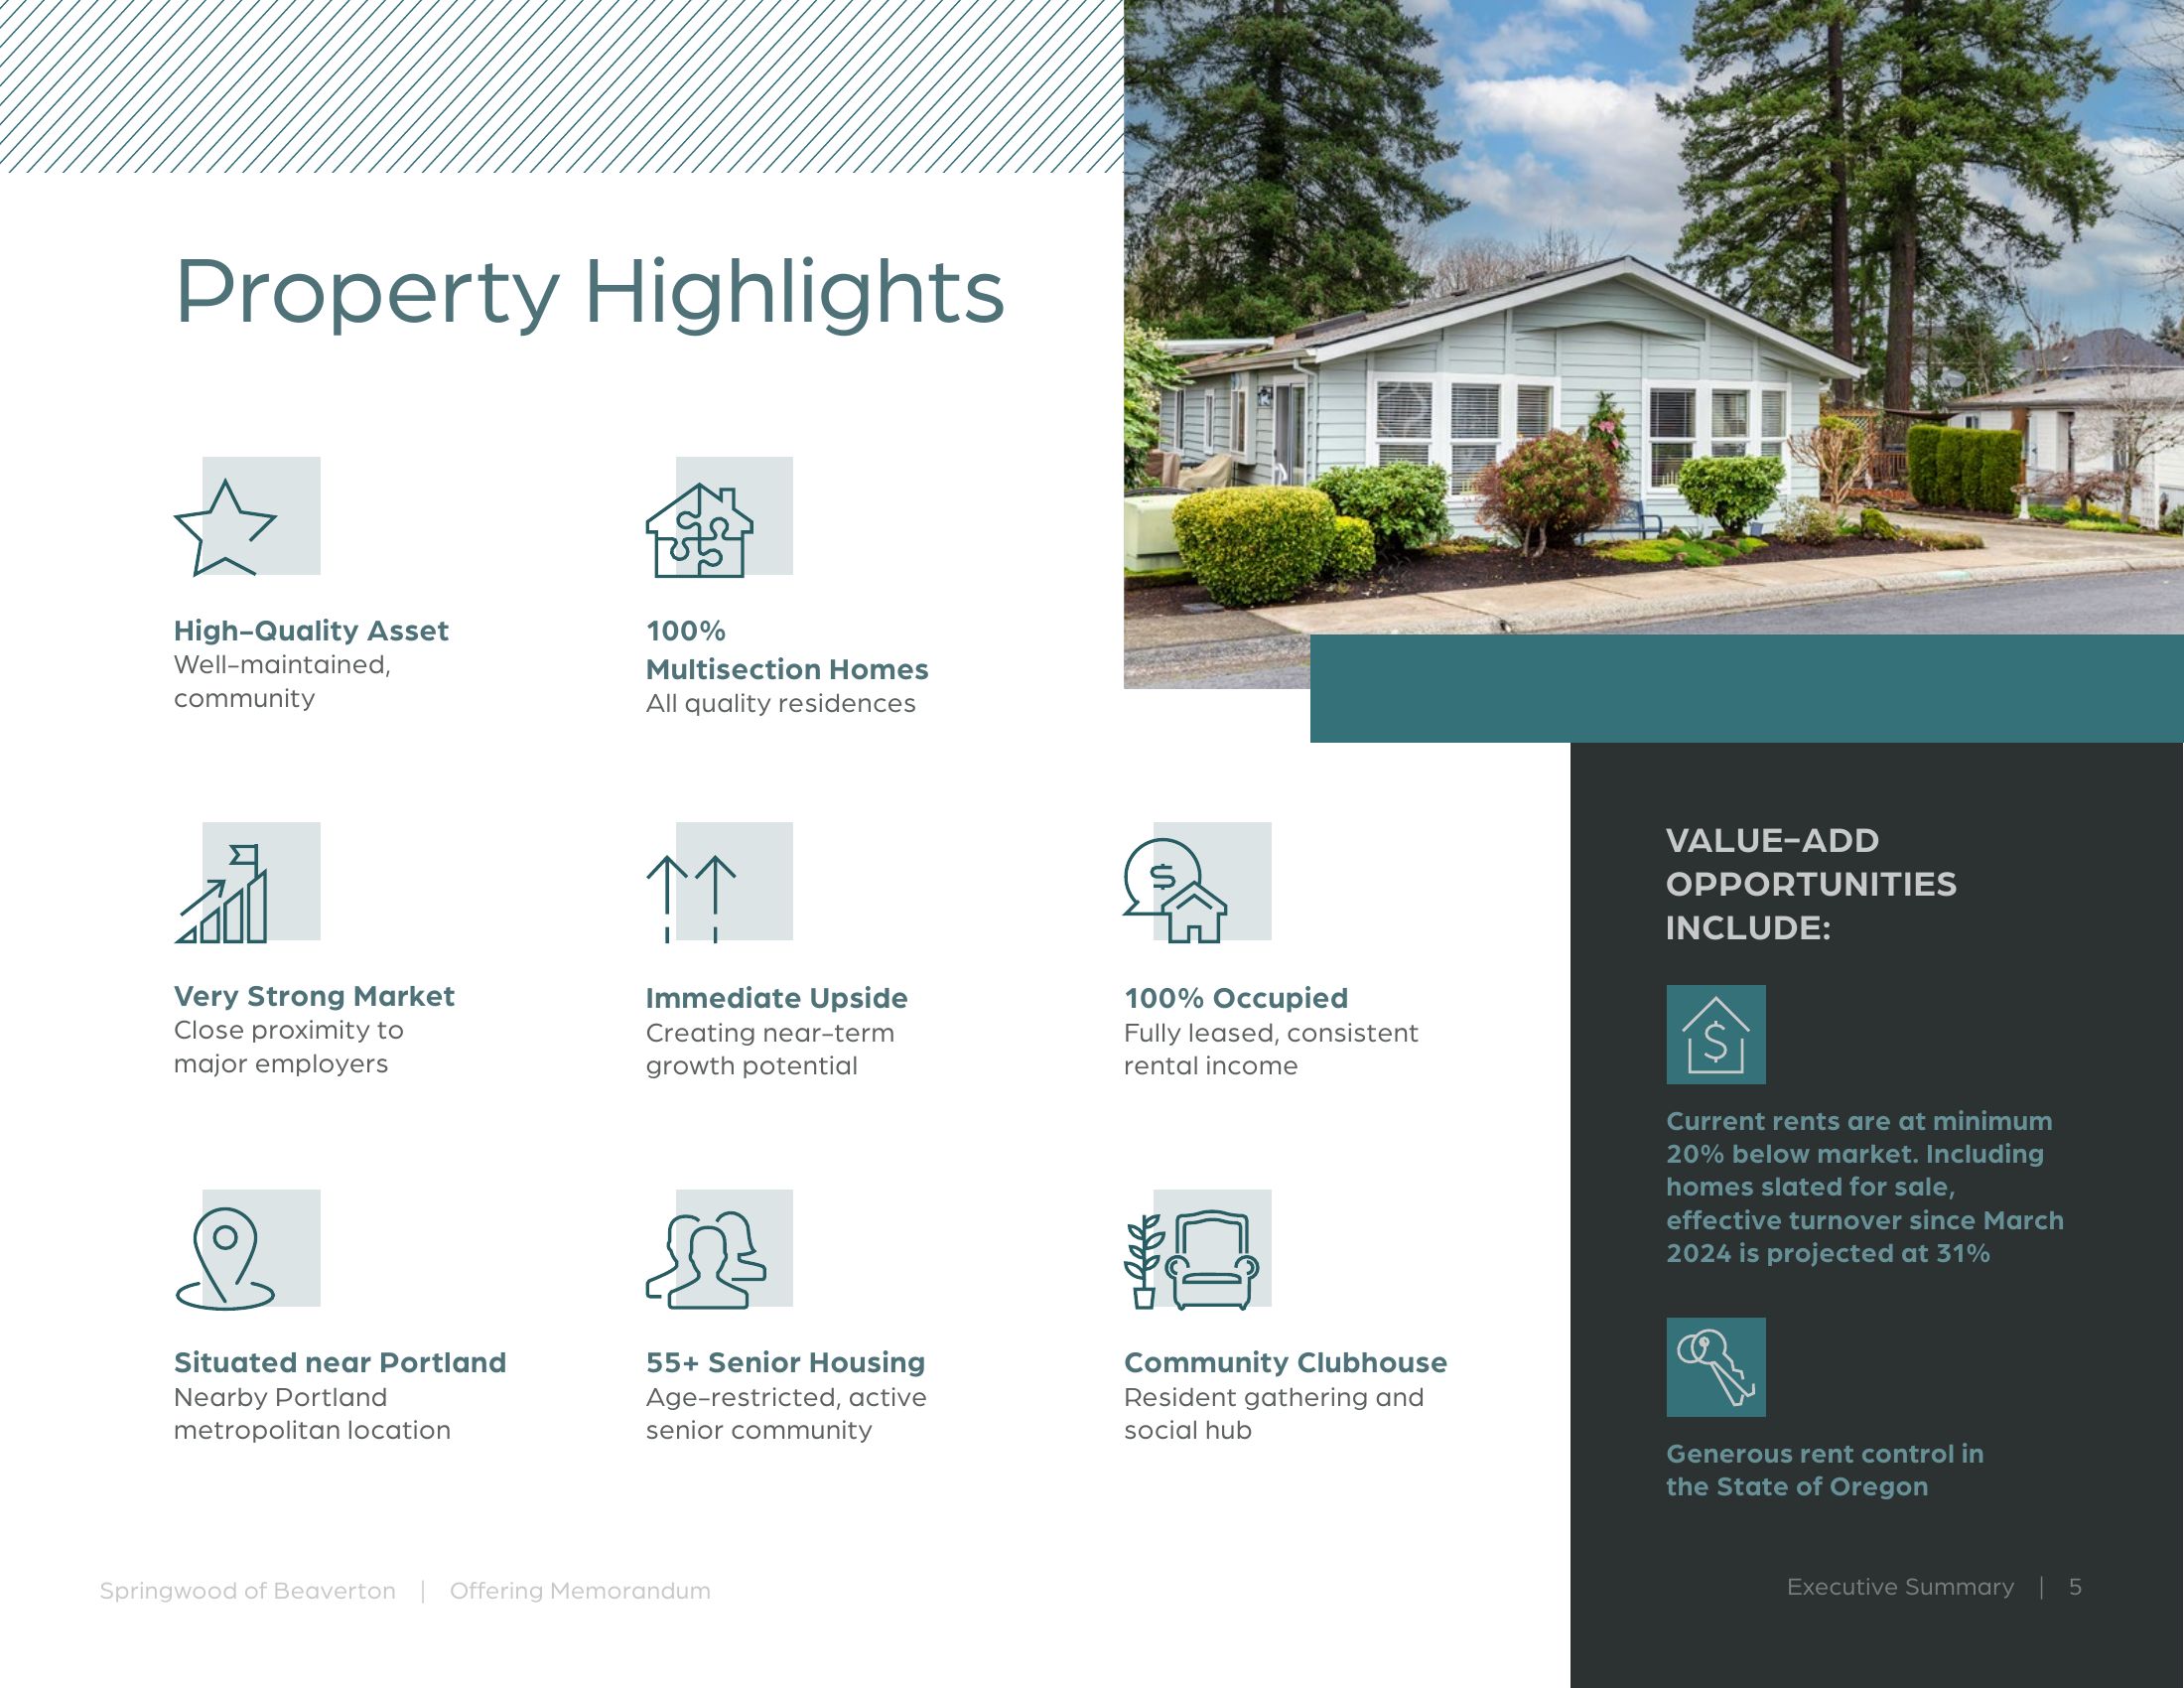 Property Highlights
High-Quality Asset
Well-maintained,
community
100%
Multisection Homes
All quality residences
Very Strong Market
Close proximity to
major employers
Immediate Upside
Creating near-term
growth potential
100% Occupied
Fully leased, consistent
rental income
Situated near Portland
Nearby Portland
metropolitan location
55+ Senior Housing
Age-restricted, active
senior community
Community Clubhouse
Resident gathering and
social hub
VALUE-ADD
OPPORTUNITIES
INCLUDE:
Current rents are at minimum
20% below market. Including
homes slated for sale,
effective turnover since March
2024 is projected at 31%
Generous rent control in
the State of Oregon
Springwood of Beaverton | Offering Memorandum
Executive Summary | 5